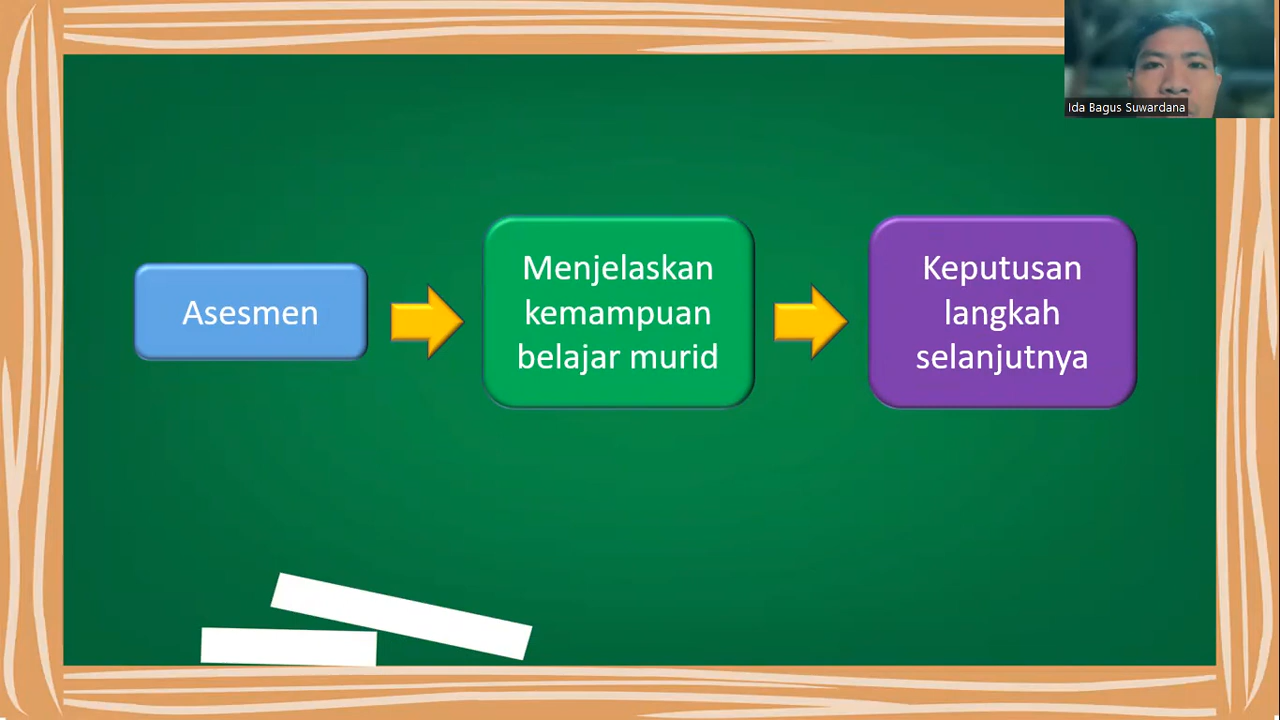 Ida Bagus Suwardana
Asesmen
Menjelaskan
kemampuan
belajar murid
Keputusan
langkah
selanjutnya